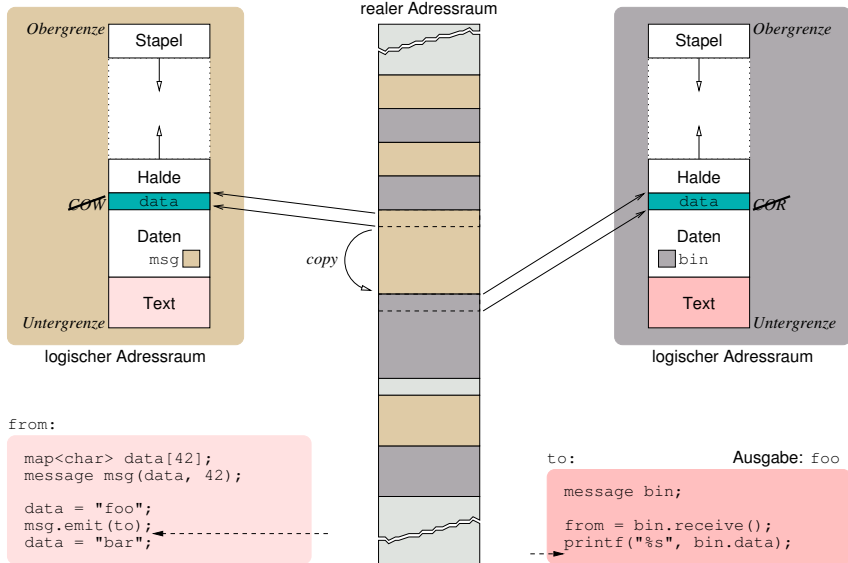 realer Adressraum
Obergrenze
Stapel
Halde
COW
data
Daten
msg
Text
Untergrenze
logischer Adressraum
copy
Stapel
Obergrenze
Halde
data
COR
Daten
bin
Text
Untergrenze
logischer Adressraum
from:
map<char> data[42];
message msg(data, 42);
data = "foo";
msg.emit(to);
data = "bar";
to:
Ausgabe: foo
message bin;
from = bin.receive();
printf("%s", bin.data);